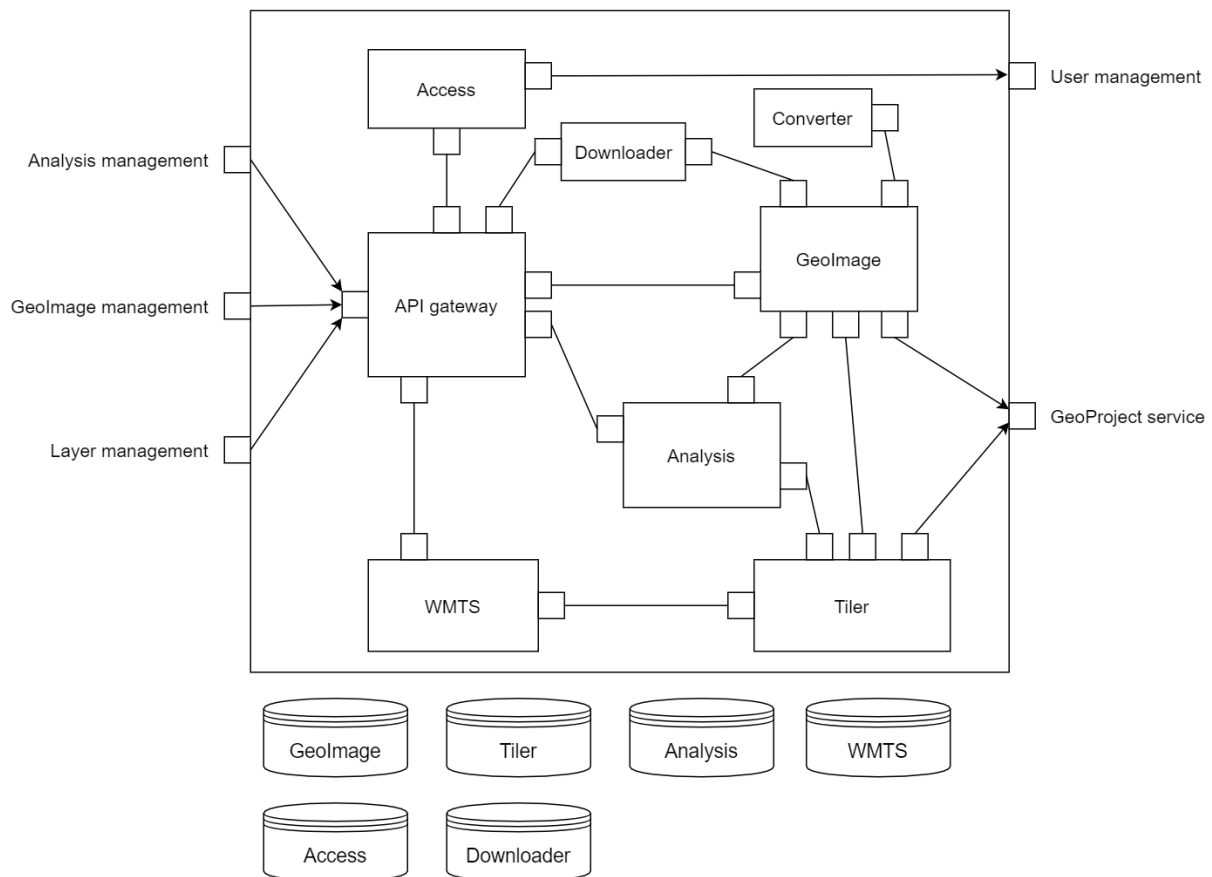 User management
Access
Converter
Downloader
Analysis management
GeoImage
GeoImage management
API gateway
GeoProject service
Layer management
Analysis
WMTS
Tiler
GeoImage
Tiler
Analysis
WMTS
Access
Downloader